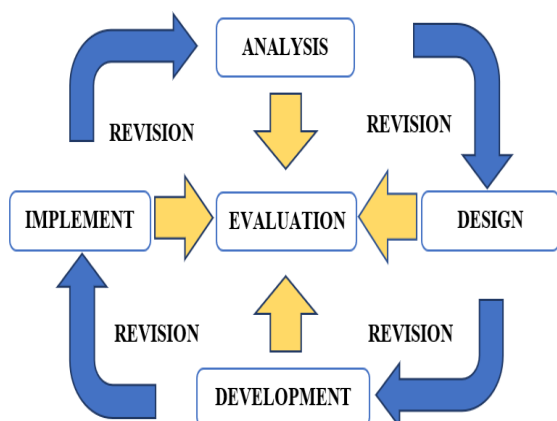 ANALYSIS
REVISION
REVISION
IMPLEMENT
EVALUATION
DESIGN
REVISION
REVISION
DEVELOPMENT